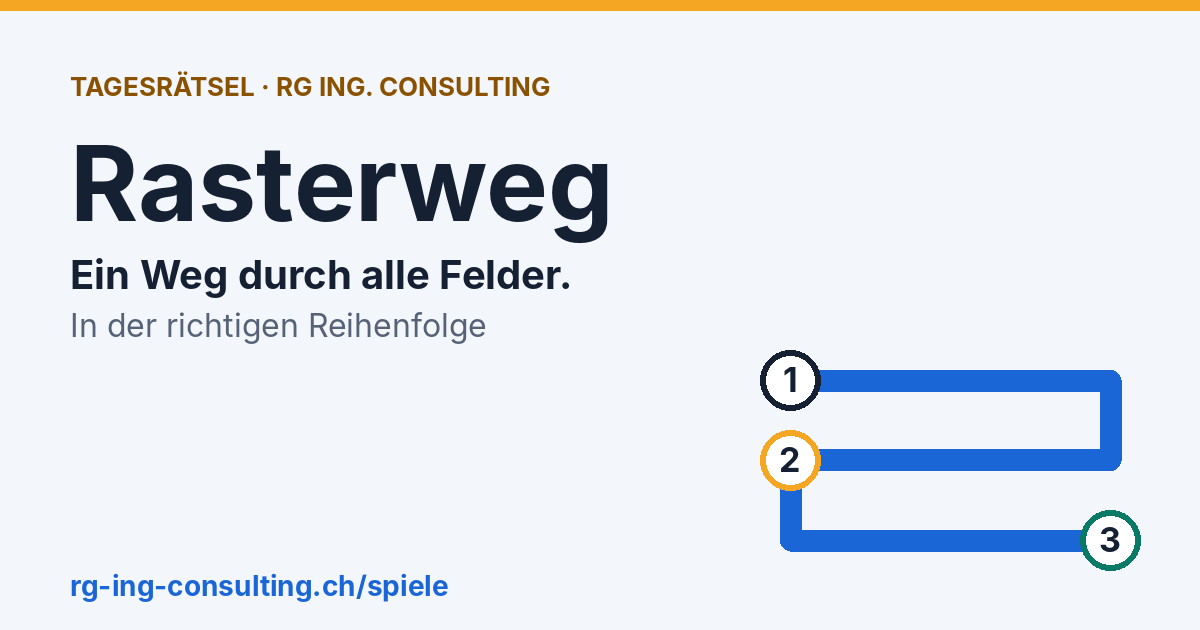 TAGESRÄTSEL · RG ING. CONSULTING
Rasterweg
Ein Weg durch alle Felder.
In der richtigen Reihenfolge
1
2
3
rg-ing-consulting.ch/spiele